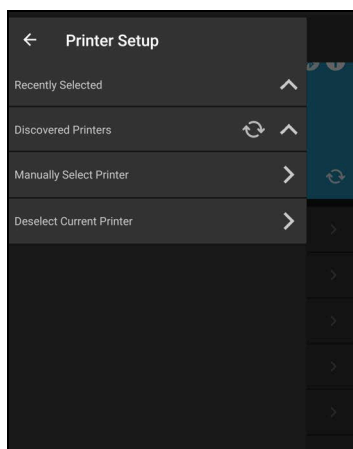 Printer Setup
Recently Selected
Discovered Printers
Manually Select Printer
Deselect Current Printer